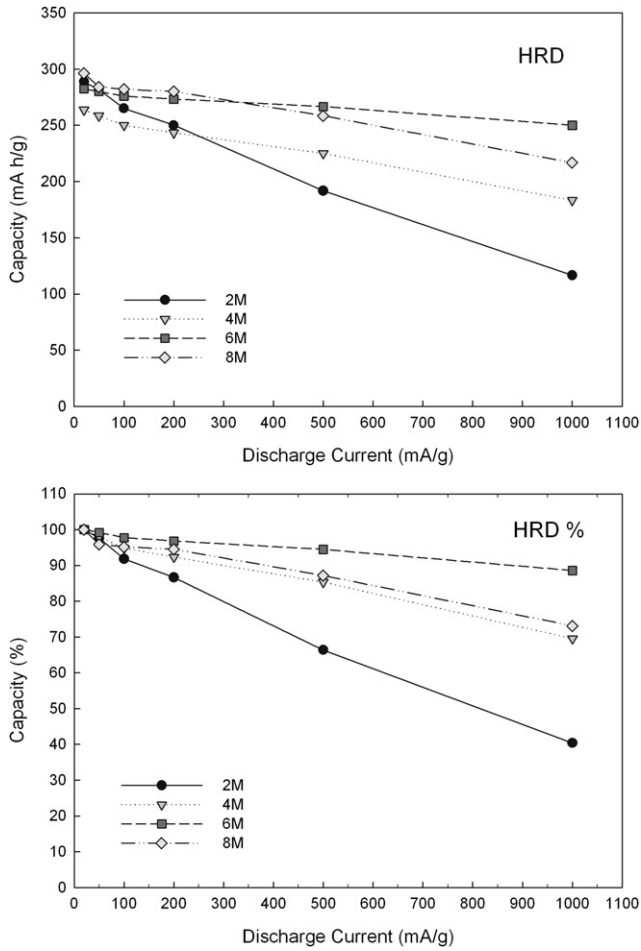 350
300
250
200
150
100
50
0
Capacity (mA h/g)
HRD
2M
4M
6M
8M
0 100 200 300 400 500 600 700 800 900 1000 1100
Discharge Current (mA/g)
110
100
90
80
70
60
50
40
30
20
10
0
Capacity (%)
HRD %
2M
4M
6M
8M
0 100 200 300 400 500 600 700 800 900 1000 1100
Discharge Current (mA/g)